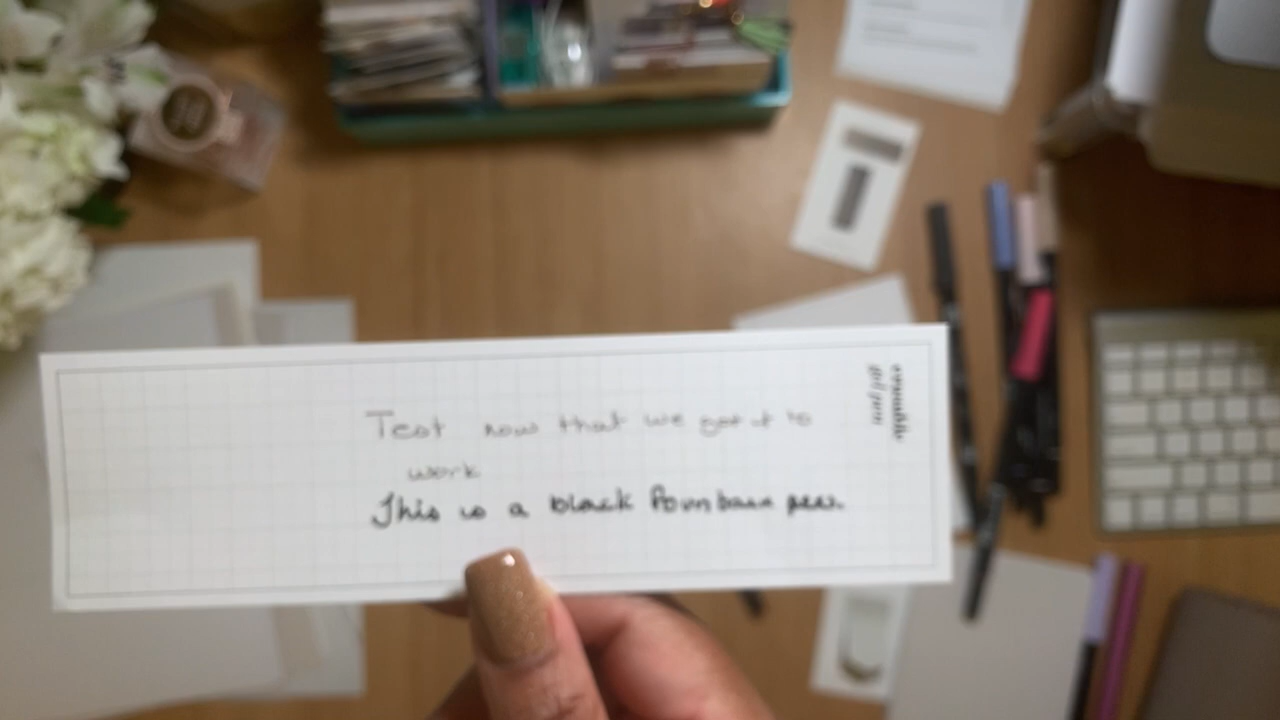 Test now that we got it to
work
This is a black fountain pen.